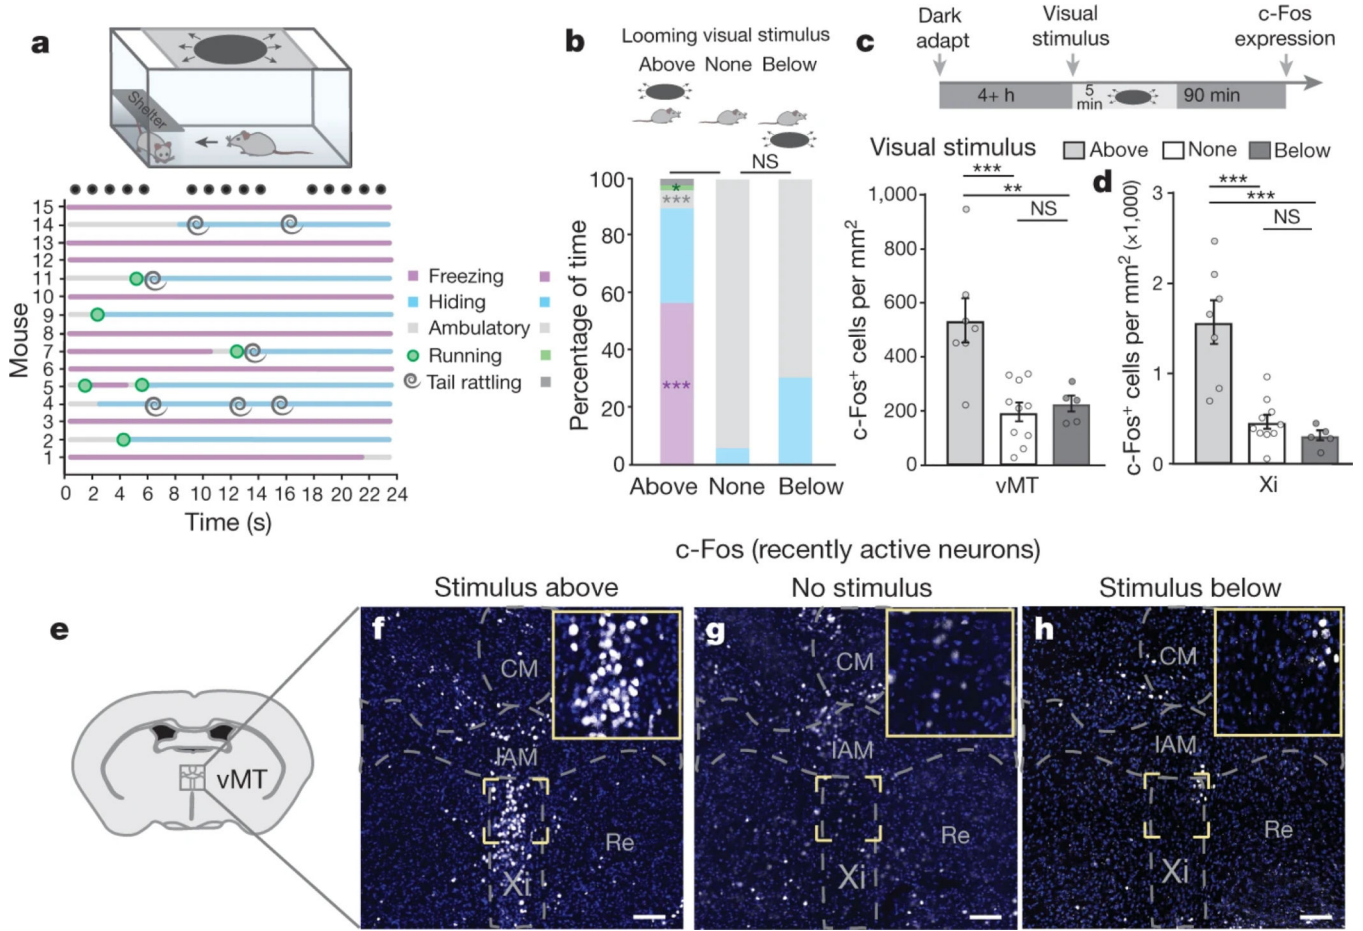 a
Shelter
15
14
13
12
11
10
9
8
7
6
5
4
3
2
1
Mouse
0 2 4 6 8 10 12 14 16 18 20 22 24
Time (s)
Freezing
Hiding
Ambulatory
Running
Tail rattling
b
Looming visual stimulus
Above None Below
NS
100
80
60
40
20
0
Percentage of time
*
***
***
Above None Below
c
Dark
adapt
Visual
stimulus
c-Fos
expression
4+ h
5
min
90 min
Visual stimulus
Above None Below
***
**
NS
1,000
800
600
400
200
0
c-Fos⁺ cells per mm²
vMT
d
***
***
NS
3
2
1
0
c-Fos⁺ cells per mm² (×1,000)
Xi
c-Fos (recently active neurons)
Stimulus above
No stimulus
Stimulus below
e
vMT
f
CM
IAM
Re
Xi
g
CM
IAM
Re
Xi
h
CM
IAM
Re
Xi